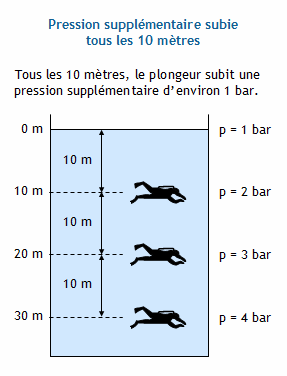 Pression supplémentaire subie
tous les 10 mètres
Tous les 10 mètres, le plongeur subit une
pression supplémentaire d'environ 1 bar.
0 m p = 1 bar
10 m
10 m p = 2 bar
10 m
20 m p = 3 bar
10 m
30 m p = 4 bar